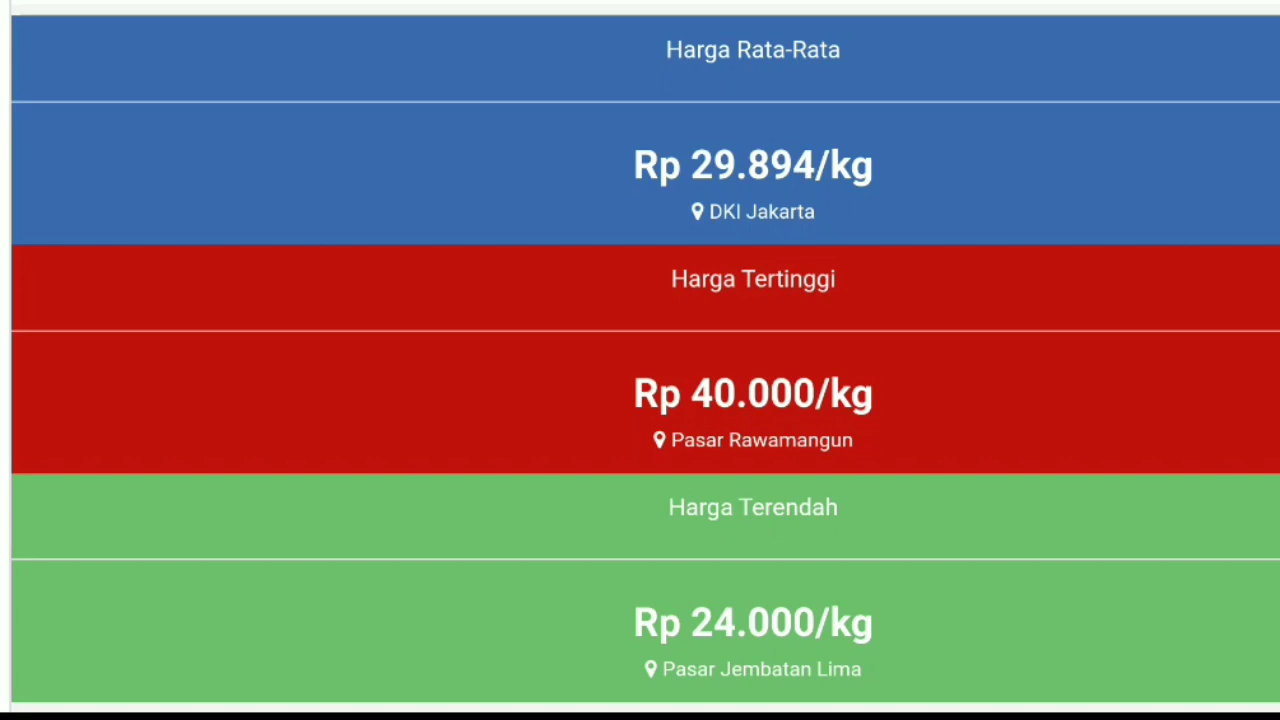 Harga Rata-Rata
Rp 29.894/kg
DKI Jakarta
Harga Tertinggi
Rp 40.000/kg
Pasar Rawamangun
Harga Terendah
Rp 24.000/kg
Pasar Jembatan Lima